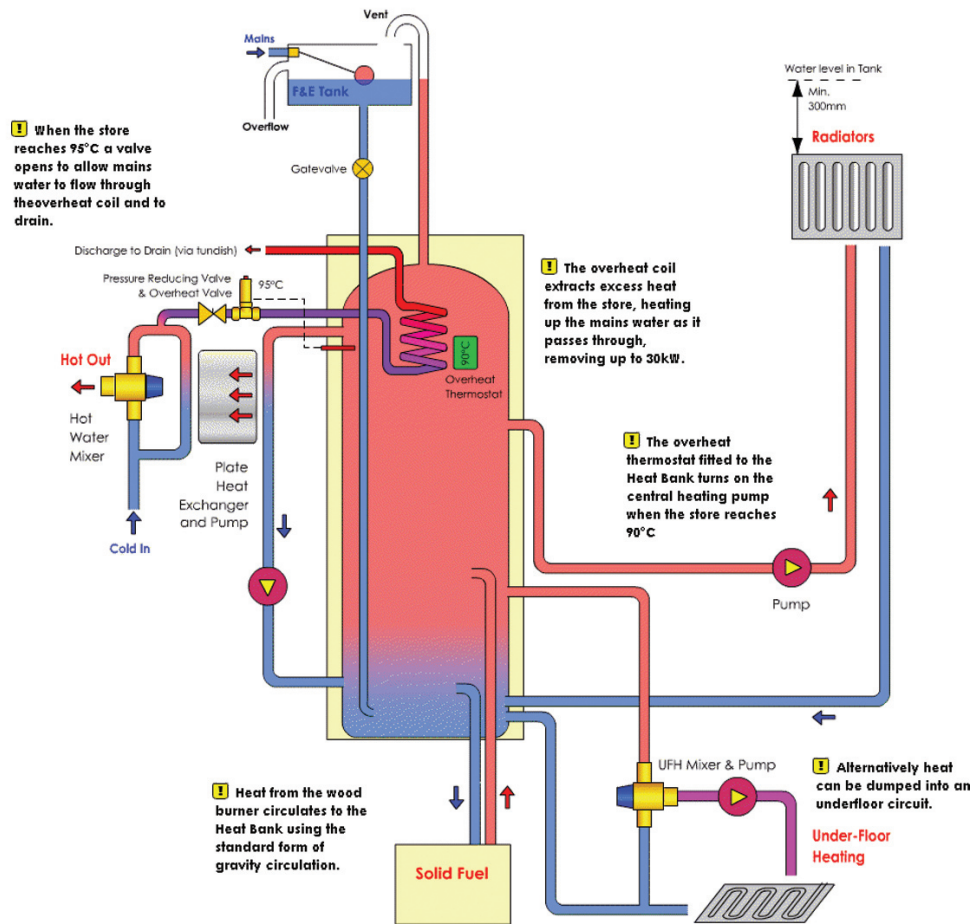 Vent
Mains
F&E Tank
Overflow
Gatevalve
Water level in Tank
Min.
300mm
Radiators
! When the store
reaches 95°C a valve
opens to allow mains
water to flow through
theoverheat coil and to
drain.
Discharge to Drain (via tundish)
Pressure Reducing Valve
& Overheat Valve
95°C
! The overheat coil
extracts excess heat
from the store, heating
up the mains water as it
passes through,
removing up to 30kW.
90°C
Overheat
Thermostat
Hot Out
Hot
Water
Mixer
Plate
Heat
Exchanger
and Pump
Cold In
! The overheat
thermostat fitted to the
Heat Bank turns on the
central heating pump
when the store reaches
90°C
Pump
! Heat from the wood
burner circulates to the
Heat Bank using the
standard form of
gravity circulation.
Solid Fuel
UFH Mixer & Pump
! Alternatively heat
can be dumped into an
underfloor circuit.
Under-Floor
Heating